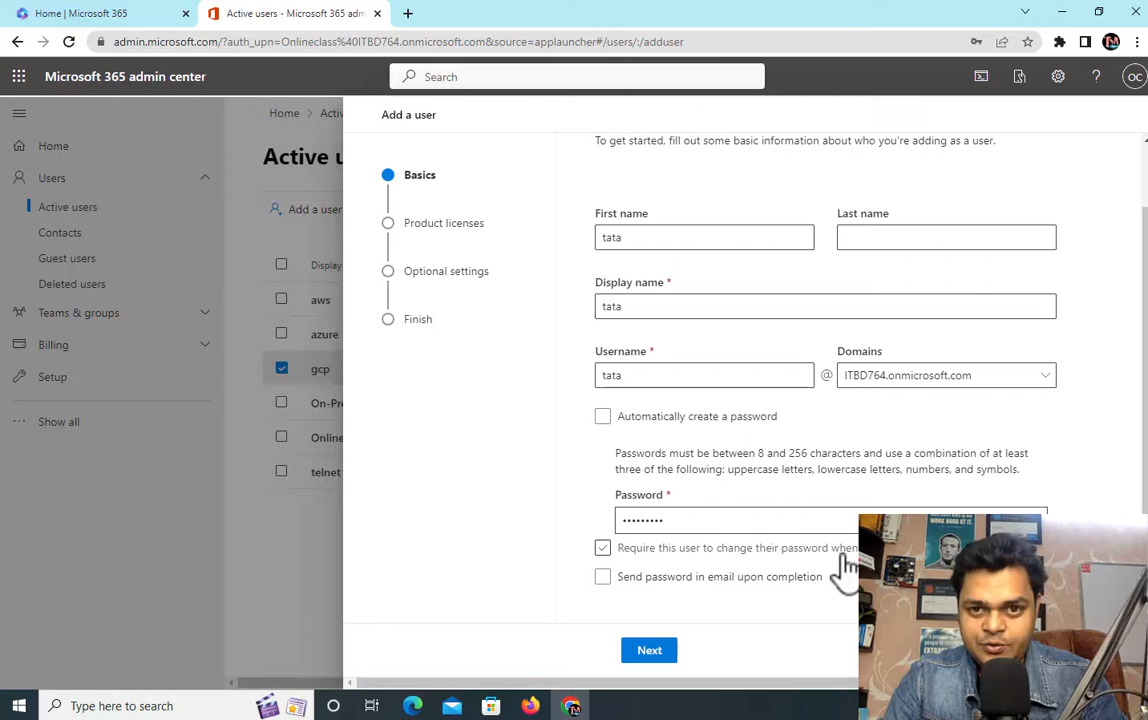 Home | Microsoft 365
Active users - Microsoft 365 adm
admin.microsoft.com/?auth_upn=Onlineclass%40ITBD764.onmicrosoft.com&source=applauncher#/users/:/adduser
Microsoft 365 admin center
Search
OC
Home
Users
Active users
Contacts
Guest users
Deleted users
Teams & groups
Billing
Setup
Show all
Home
Activ
Active u
Add a user
Display
aws
azure
gcp
On-Pr
Online
telnet
Add a user
Basics
Product licenses
Optional settings
Finish
To get started, fill out some basic information about who you're adding as a user.
First name
Last name
tata
Display name *
tata
Username *
Domains
tata
@
ITBD764.onmicrosoft.com
Automatically create a password
Passwords must be between 8 and 256 characters and use a combination of at least
three of the following: uppercase letters, lowercase letters, numbers, and symbols.
Password *
•••••••••
Require this user to change their password when
Send password in email upon completion
Next
WORK HARD AT IT.
Type here to search